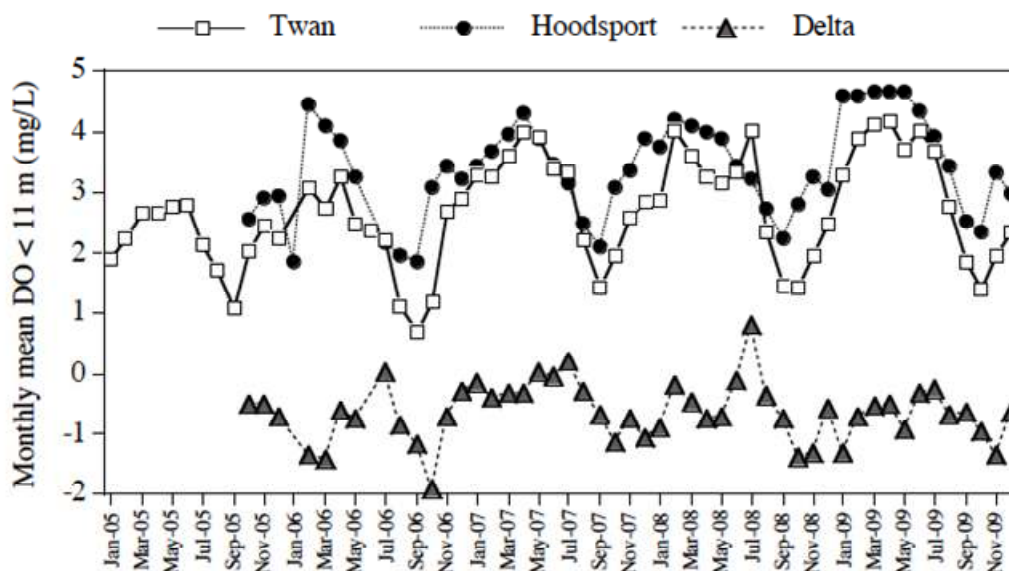 Twan Hoodsport Delta
Monthly mean DO < 11 m (mg/L)
5
4
3
2
1
0
-1
-2
Jan-05 Mar-05 May-05 Jul-05 Sep-05 Nov-05 Jan-06 Mar-06 May-06 Jul-06 Sep-06 Nov-06 Jan-07 Mar-07 May-07 Jul-07 Sep-07 Nov-07 Jan-08 Mar-08 May-08 Jul-08 Sep-08 Nov-08 Jan-09 Mar-09 May-09 Jul-09 Sep-09 Nov-09